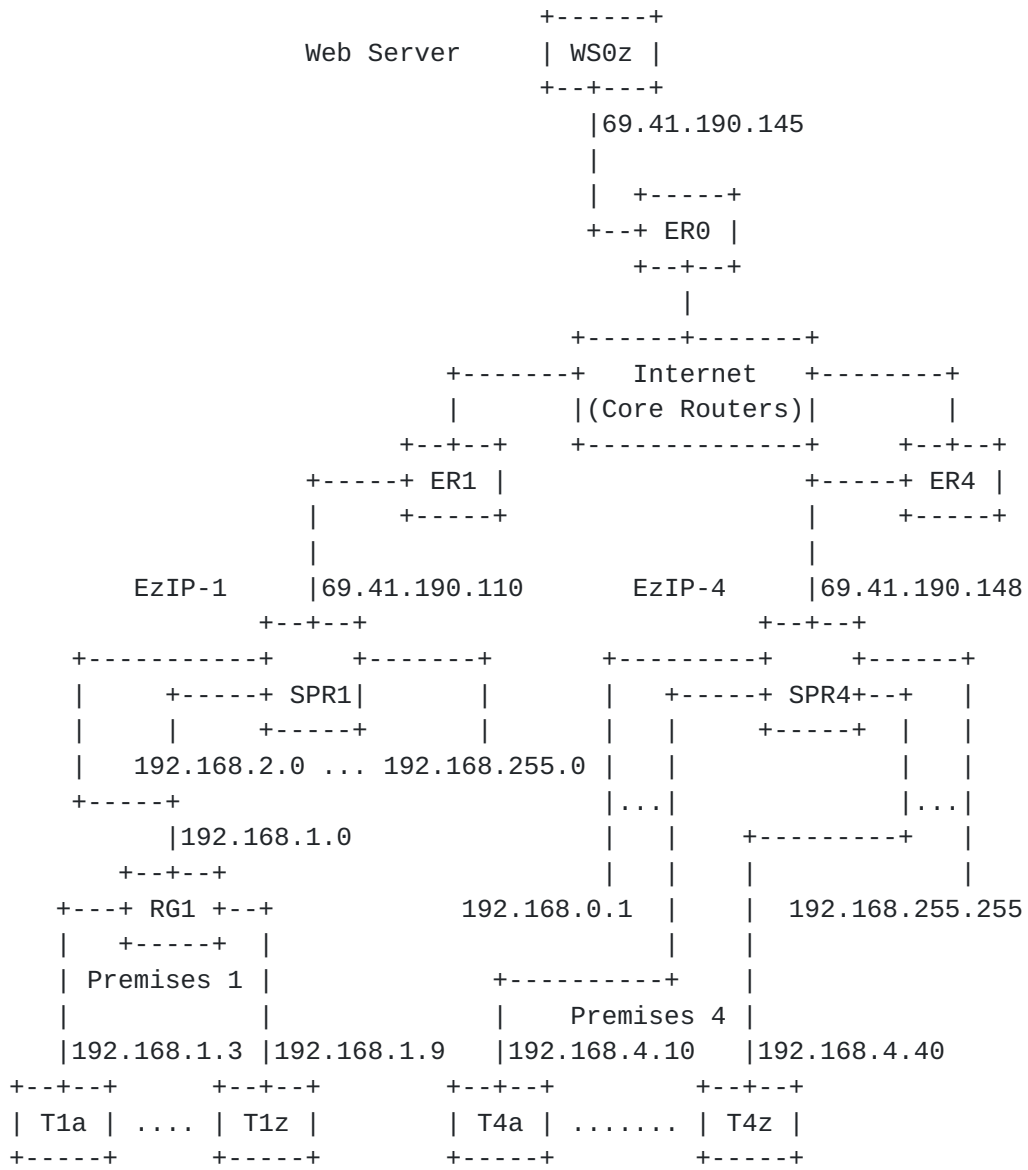 Web Server WS0z
69.41.190.145
ER0
Internet
(Core Routers)
ER1 ER4
EzIP-1 69.41.190.110 EzIP-4 69.41.190.148
SPR1 SPR4
192.168.2.0 ... 192.168.255.0
... ...
192.168.1.0
RG1 192.168.0.1 192.168.255.255
Premises 1
Premises 4
192.168.1.3 192.168.1.9 192.168.4.10 192.168.4.40
T1a .... T1z T4a ....... T4z